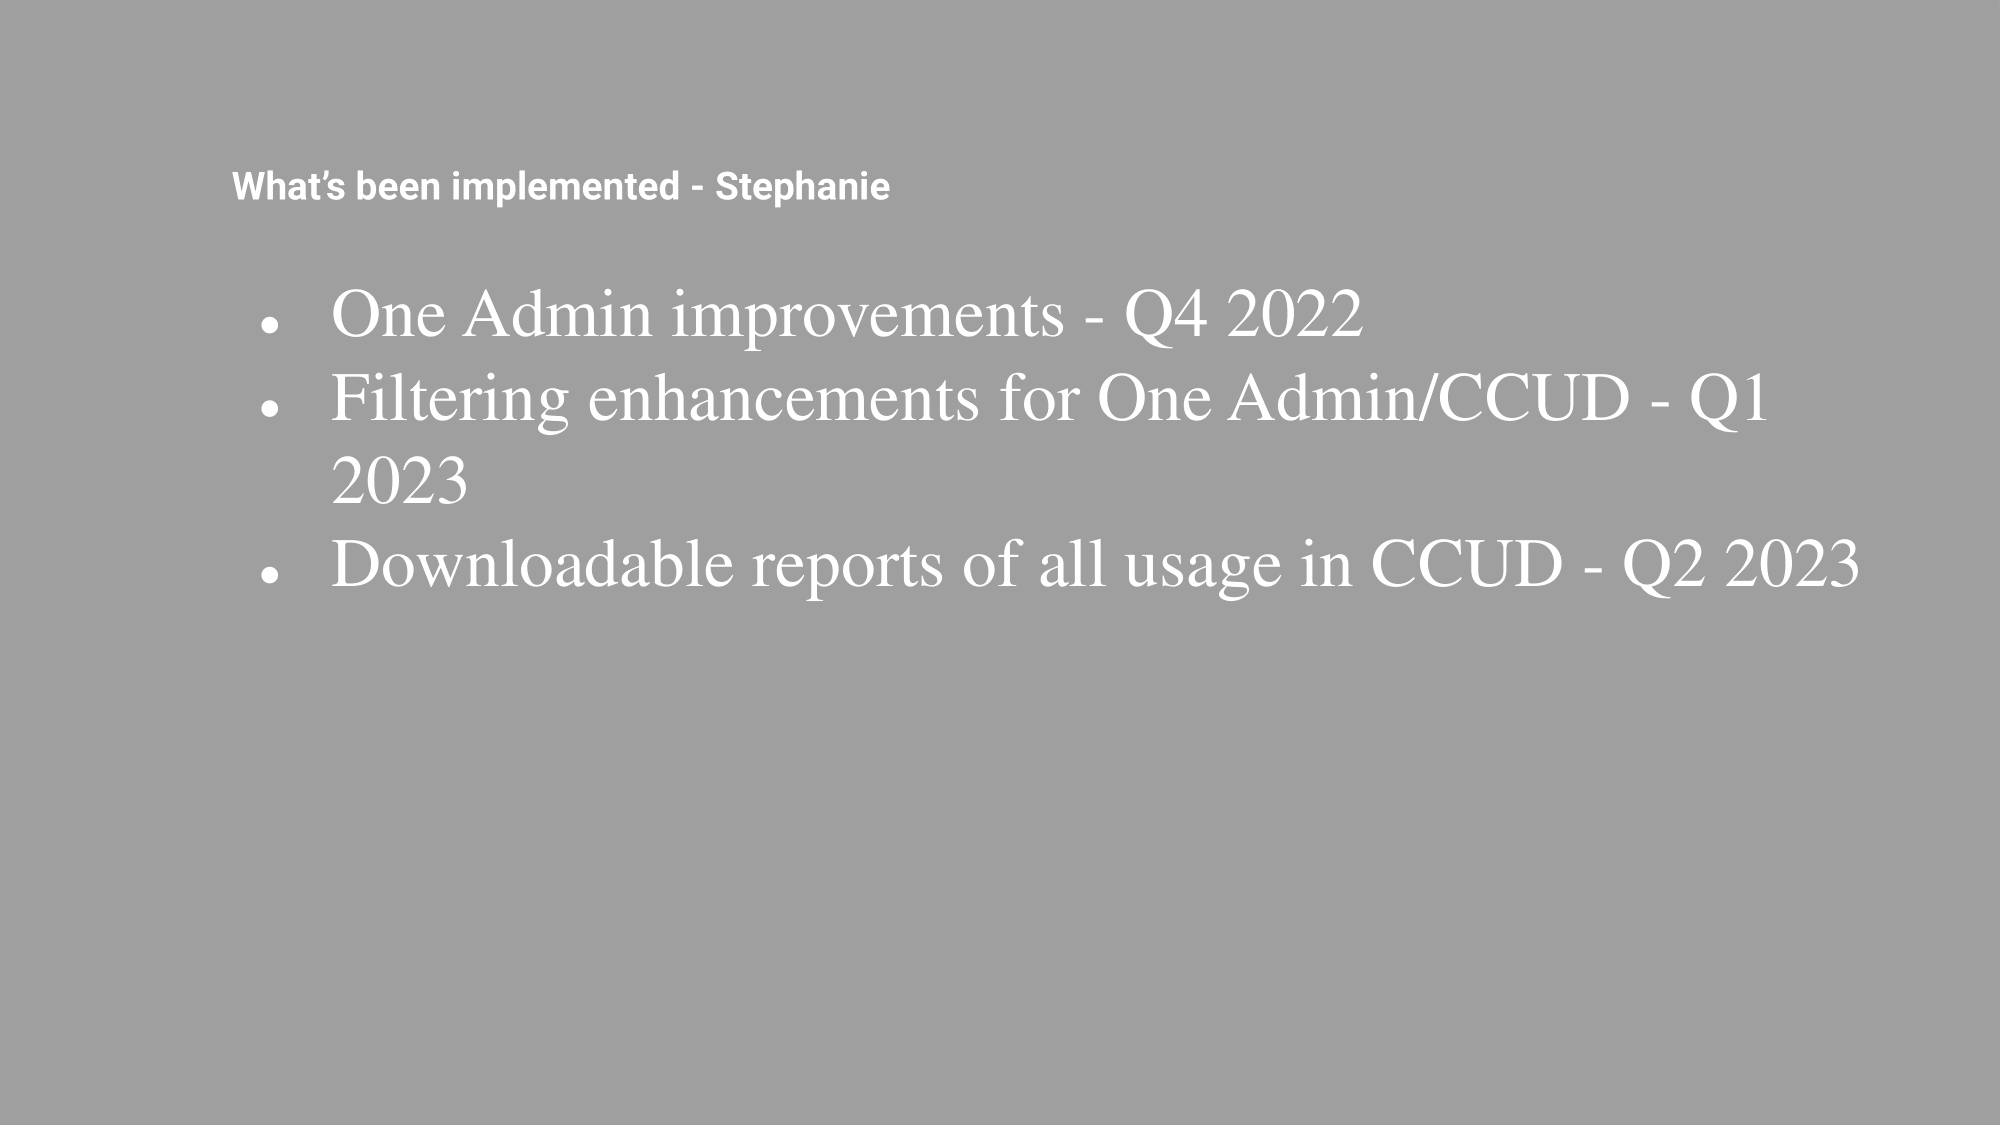 What’s been implemented - Stephanie
• One Admin improvements - Q4 2022
• Filtering enhancements for One Admin/CCUD - Q1
2023
• Downloadable reports of all usage in CCUD - Q2 2023